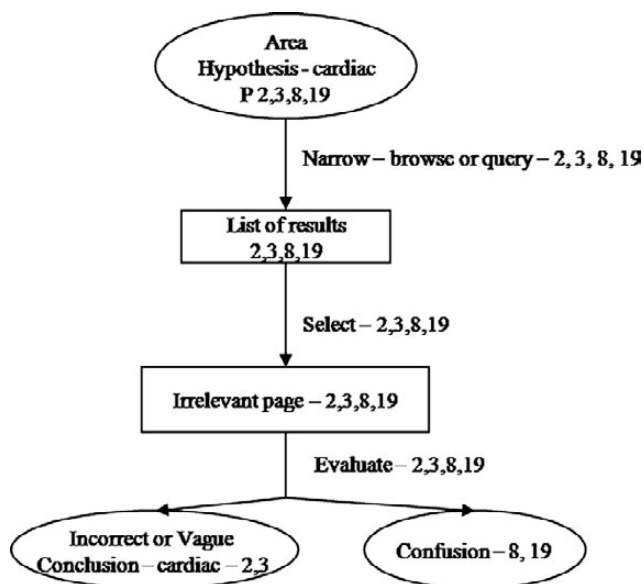 Area
Hypothesis - cardiac
P 2,3,8,19
Narrow – browse or query – 2, 3, 8, 19
List of results
2,3,8,19
Select – 2,3,8,19
Irrelevant page – 2,3,8,19
Evaluate – 2,3,8,19
Incorrect or Vague
Conclusion – cardiac – 2,3
Confusion – 8, 19